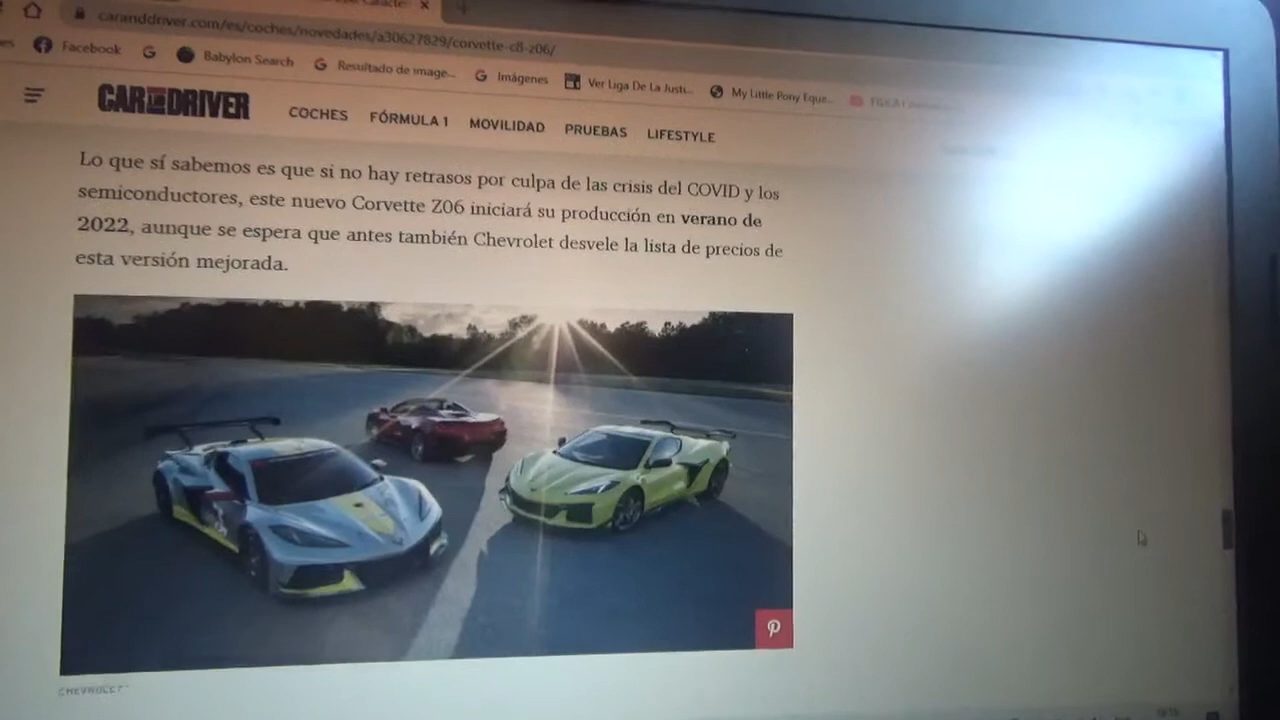 caranddriver.com/es/coches/novedades/a30627829/corvette-c8-z06/
Facebook
Babylon Search
Resultado de image...
Imágenes
Ver Liga De La Justi...
My Little Pony Eque...
CAR AND DRIVER
COCHES
FÓRMULA 1
MOVILIDAD
PRUEBAS
LIFESTYLE
Lo que sí sabemos es que si no hay retrasos por culpa de las crisis del COVID y los
semiconductores, este nuevo Corvette Z06 iniciará su producción en verano de
2022, aunque se espera que antes también Chevrolet desvele la lista de precios de
esta versión mejorada.
CHEVROLET